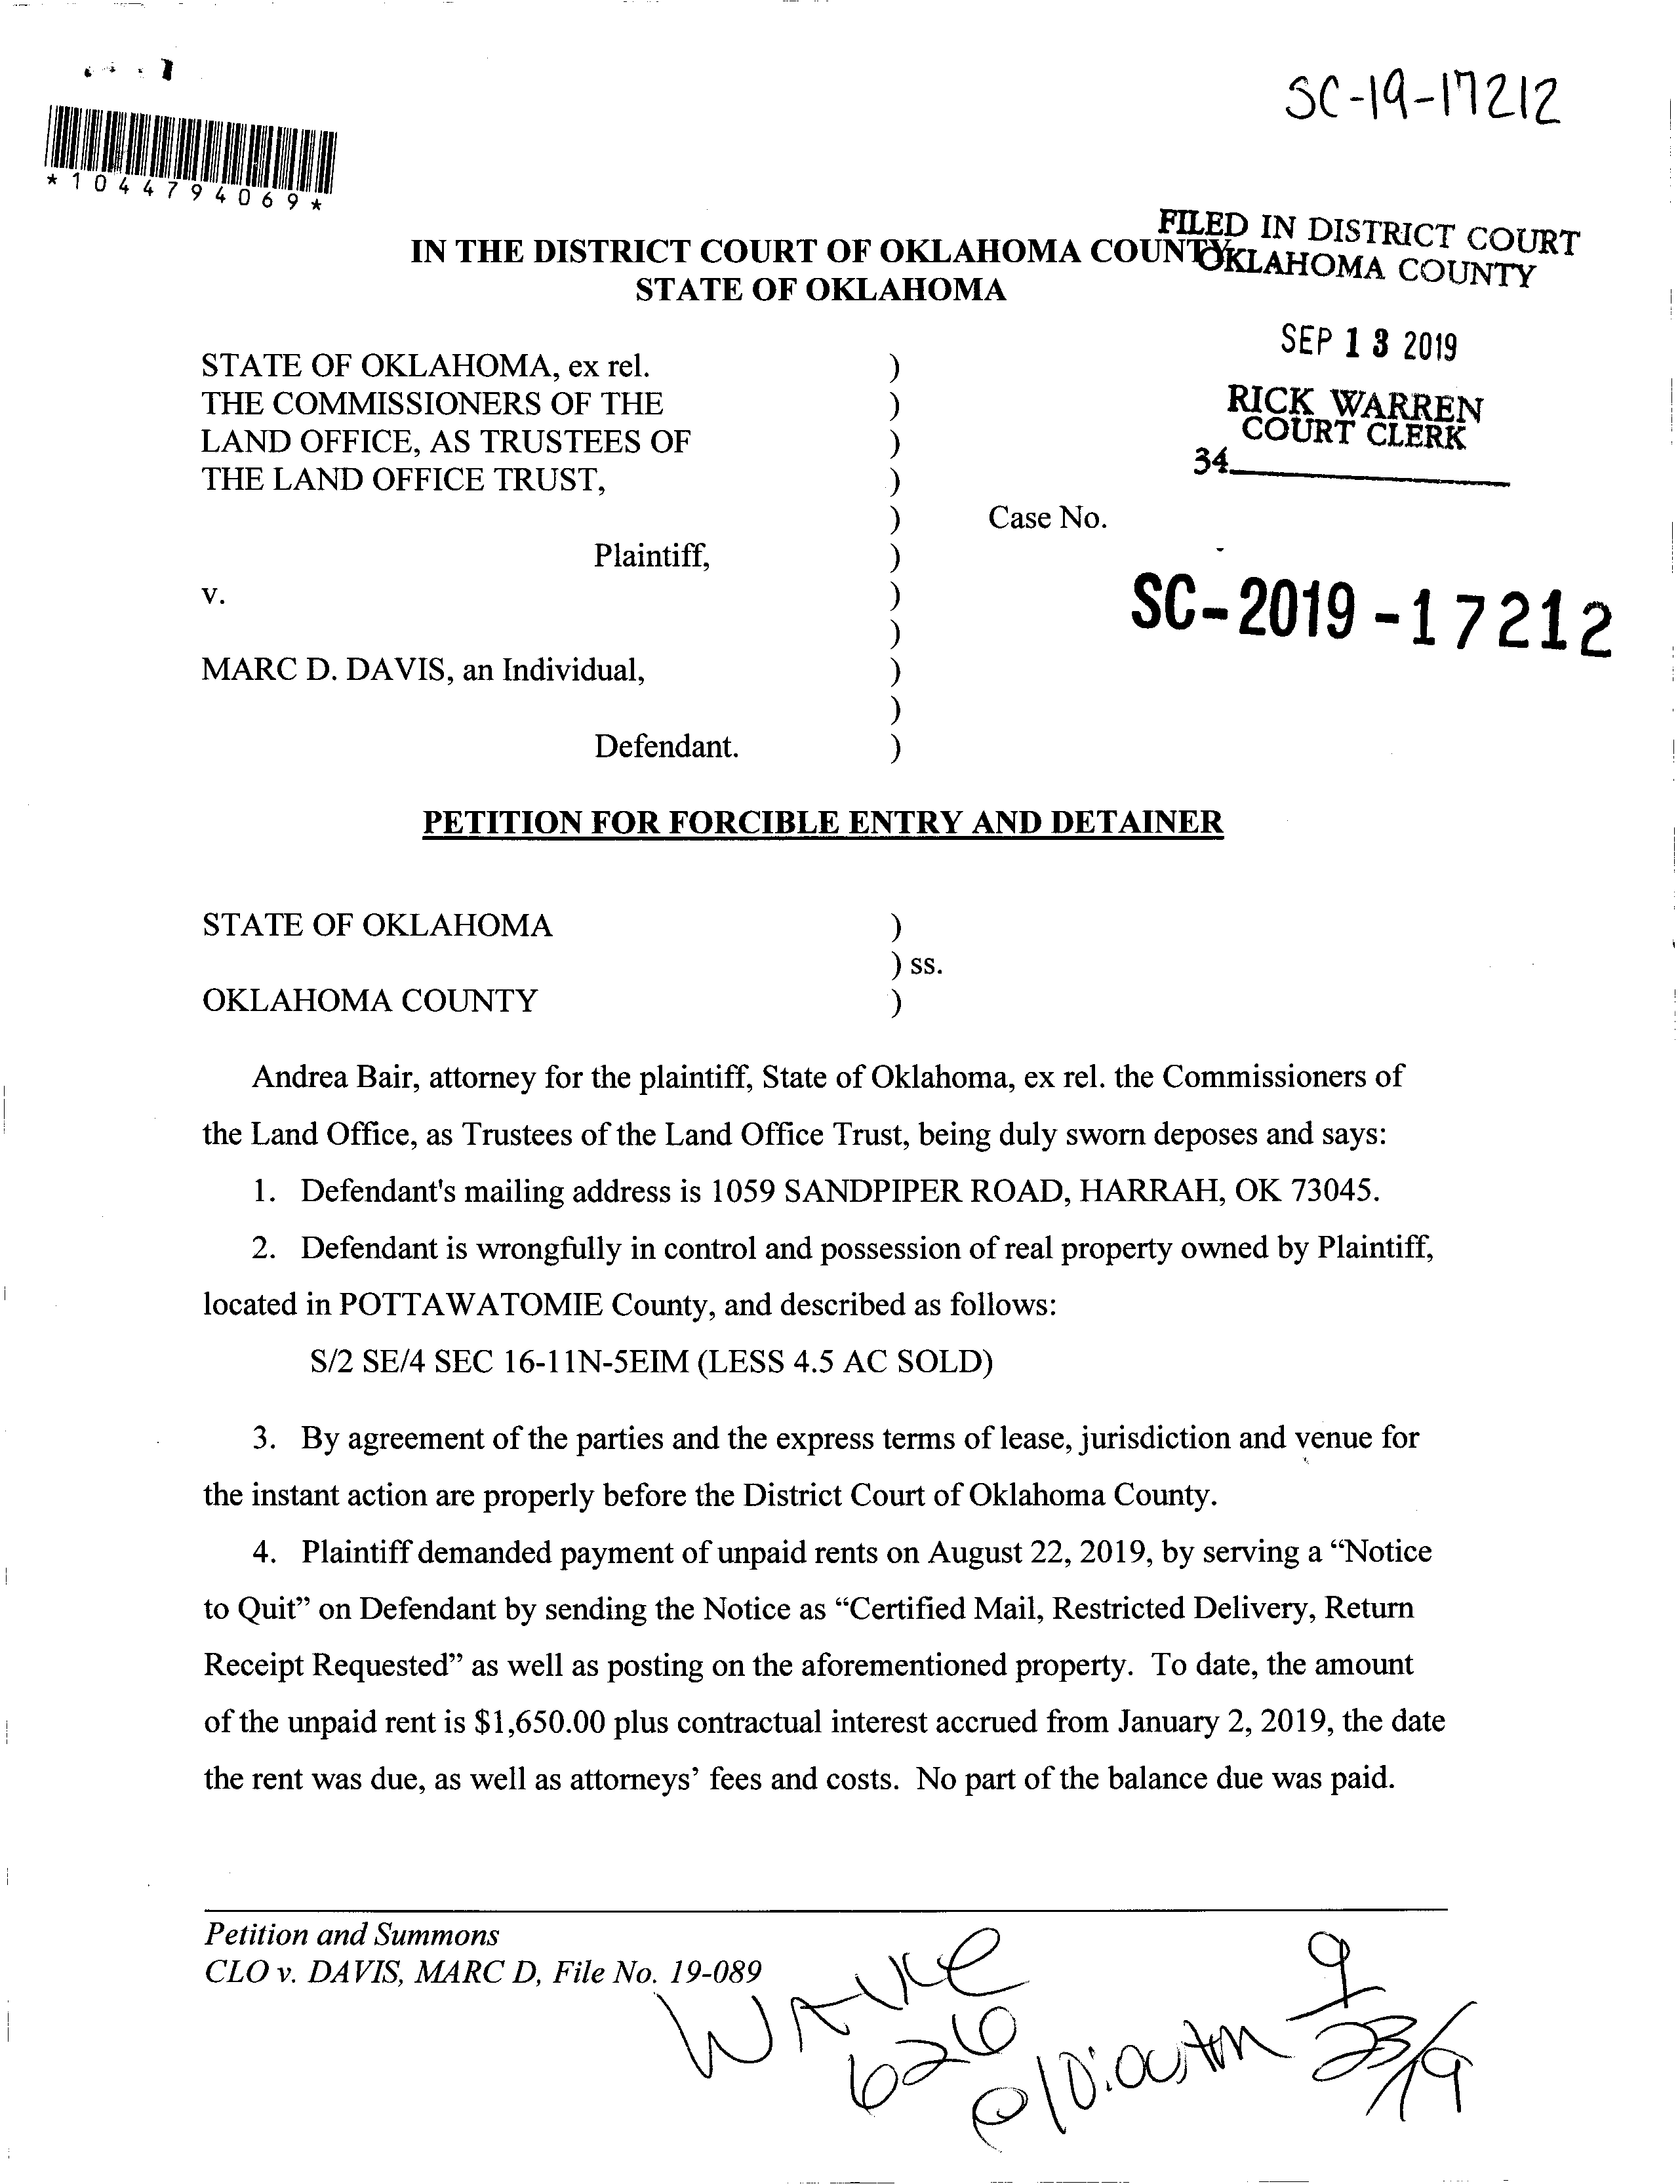 SC-19-17212
*1044794069*
FILED IN DISTRICT COURT
OKLAHOMA COUNTY
IN THE DISTRICT COURT OF OKLAHOMA COUNTY
STATE OF OKLAHOMA
SEP 13 2019
RICK WARREN
COURT CLERK
34
STATE OF OKLAHOMA, ex rel. )
THE COMMISSIONERS OF THE )
LAND OFFICE, AS TRUSTEES OF )
THE LAND OFFICE TRUST, )
) Case No.
Plaintiff, )
v. )
SC-2019-17212
)
MARC D. DAVIS, an Individual, )
)
Defendant. )
PETITION FOR FORCIBLE ENTRY AND DETAINER
STATE OF OKLAHOMA )
) ss.
OKLAHOMA COUNTY )
Andrea Bair, attorney for the plaintiff, State of Oklahoma, ex rel. the Commissioners of
the Land Office, as Trustees of the Land Office Trust, being duly sworn deposes and says:
1. Defendant's mailing address is 1059 SANDPIPER ROAD, HARRAH, OK 73045.
2. Defendant is wrongfully in control and possession of real property owned by Plaintiff,
located in POTTAWATOMIE County, and described as follows:
S/2 SE/4 SEC 16-11N-5EIM (LESS 4.5 AC SOLD)
3. By agreement of the parties and the express terms of lease, jurisdiction and venue for
the instant action are properly before the District Court of Oklahoma County.
4. Plaintiff demanded payment of unpaid rents on August 22, 2019, by serving a “Notice
to Quit” on Defendant by sending the Notice as “Certified Mail, Restricted Delivery, Return
Receipt Requested” as well as posting on the aforementioned property. To date, the amount
of the unpaid rent is $1,650.00 plus contractual interest accrued from January 2, 2019, the date
the rent was due, as well as attorneys’ fees and costs. No part of the balance due was paid.
Petition and Summons
CLO v. DAVIS, MARC D, File No. 19-089
626
9
23/19